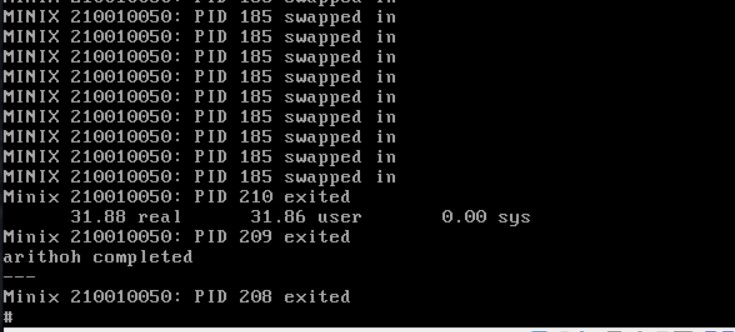 MINIX 210010050: PID 185 swapped in
MINIX 210010050: PID 185 swapped in
MINIX 210010050: PID 185 swapped in
MINIX 210010050: PID 185 swapped in
MINIX 210010050: PID 185 swapped in
MINIX 210010050: PID 185 swapped in
MINIX 210010050: PID 185 swapped in
MINIX 210010050: PID 185 swapped in
MINIX 210010050: PID 185 swapped in
Minix 210010050: PID 210 exited
31.88 real 31.86 user 0.00 sys
Minix 210010050: PID 209 exited
arithoh completed
---
Minix 210010050: PID 208 exited
#